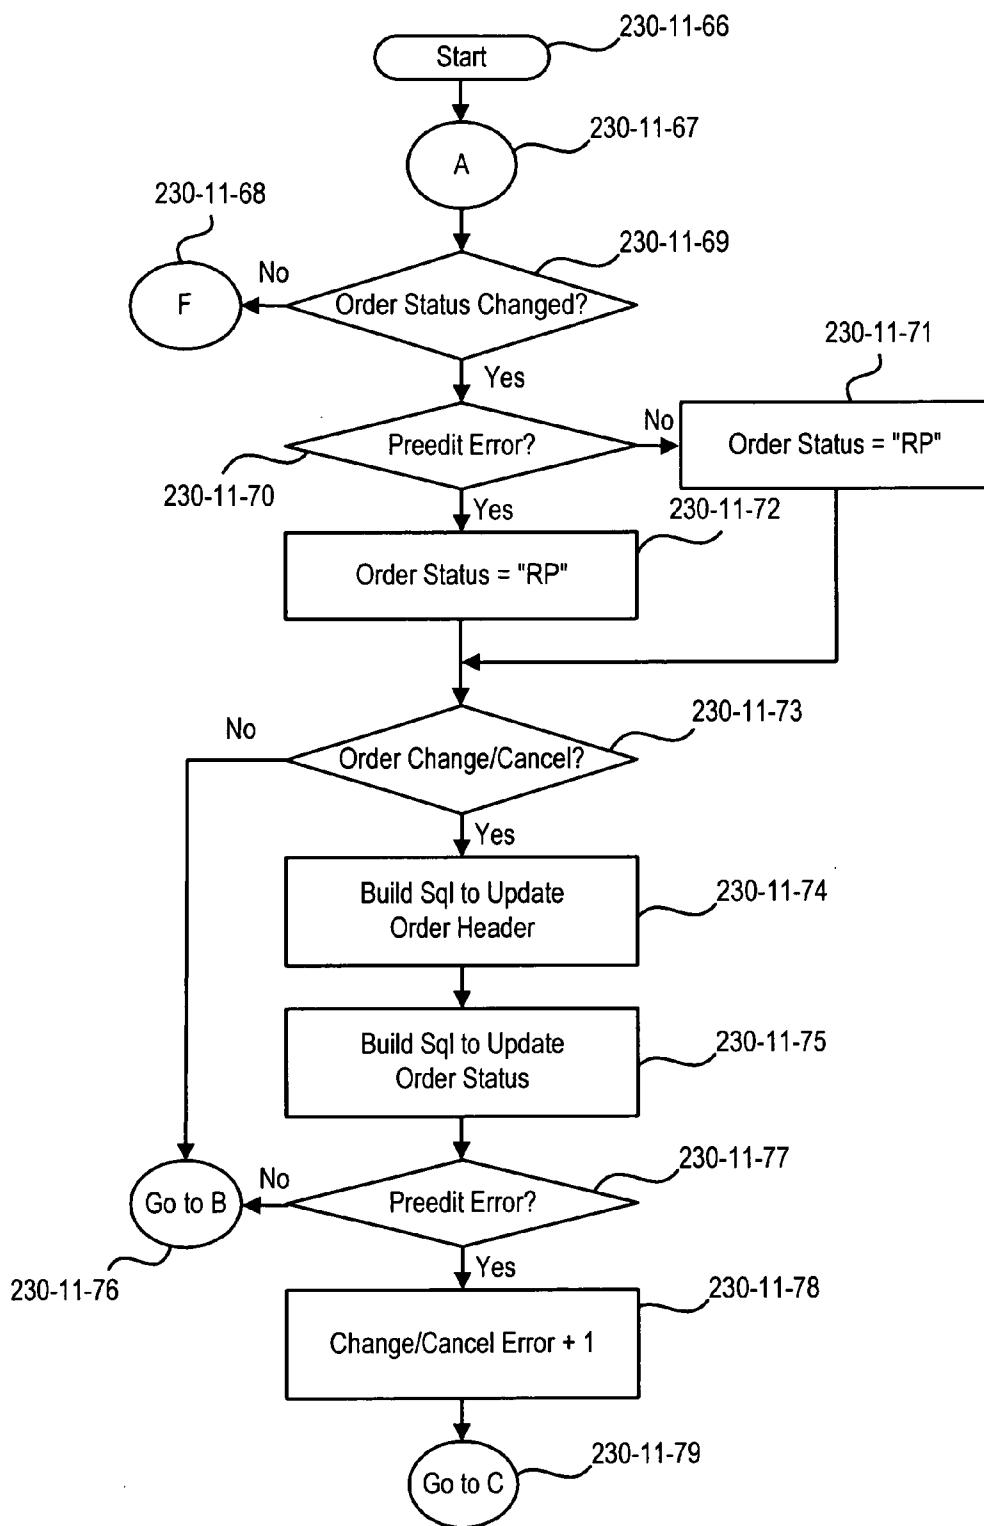 230-11-66
Start
230-11-67
A
230-11-68
230-11-69
No
F
Order Status Changed?
230-11-71
Yes
No
Preedit Error?
Order Status = "RP"
230-11-70
Yes
230-11-72
Order Status = "RP"
230-11-73
No
Order Change/Cancel?
Yes
Build Sql to Update
Order Header
230-11-74
Build Sql to Update
Order Status
230-11-75
230-11-77
No
Go to B
Preedit Error?
230-11-76
Yes
230-11-78
Change/Cancel Error + 1
230-11-79
Go to C